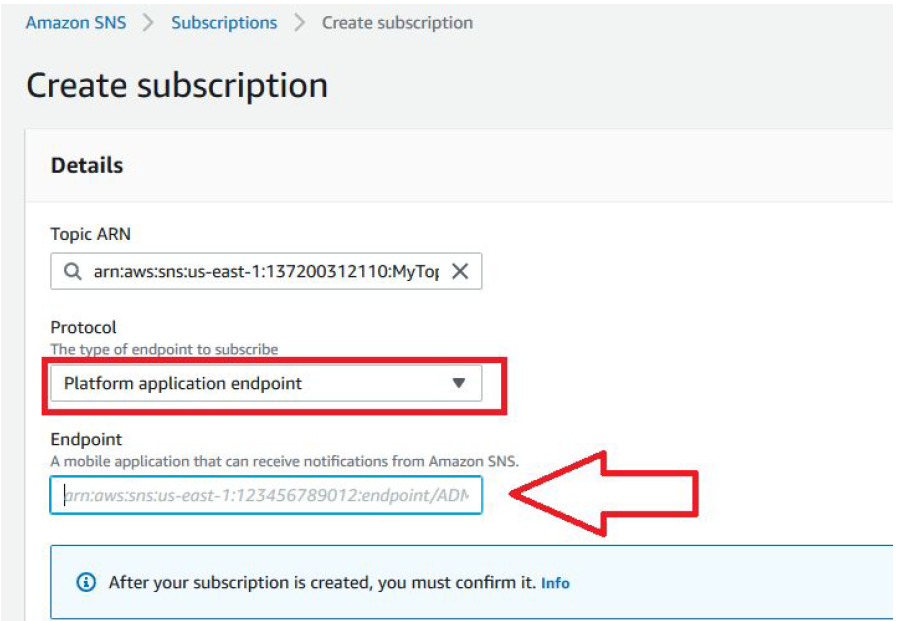 Amazon SNS > Subscriptions > Create subscription
Create subscription
Details
Topic ARN
arn:aws:sns:us-east-1:137200312110:MyTop
Protocol
The type of endpoint to subscribe
Platform application endpoint
Endpoint
A mobile application that can receive notifications from Amazon SNS.
arn:aws:sns:us-east-1:123456789012:endpoint/ADM
After your subscription is created, you must confirm it. Info